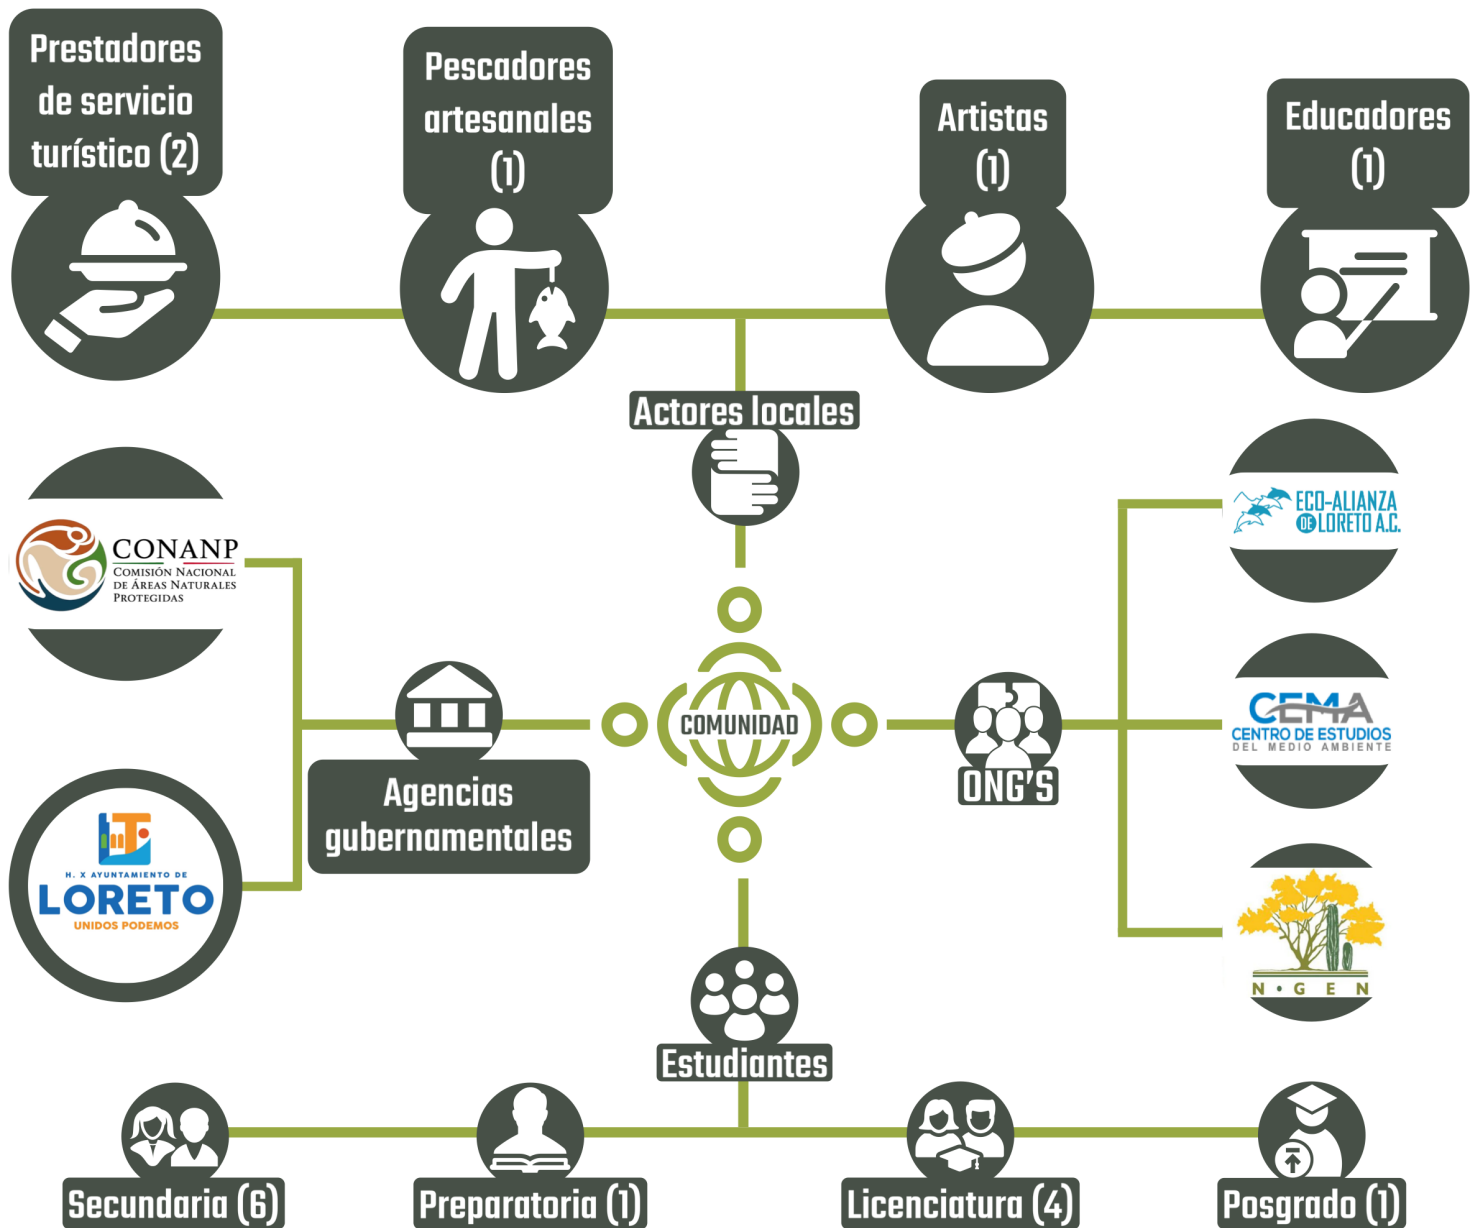 Prestadores
de servicio
turístico (2)
Pescadores
artesanales
(1)
Artistas
(1)
Educadores
(1)
Actores locales
CONANP
COMISIÓN NACIONAL
DE ÁREAS NATURALES
PROTEGIDAS
ECO-ALIANZA
DE LORETO A.C.
COMUNIDAD
CEMA
CENTRO DE ESTUDIOS
DEL MEDIO AMBIENTE
ONG'S
Agencias
gubernamentales
H. X AYUNTAMIENTO DE
LORETO
UNIDOS PODEMOS
N • G E N
Estudiantes
Secundaria (6)
Preparatoria (1)
Licenciatura (4)
Posgrado (1)